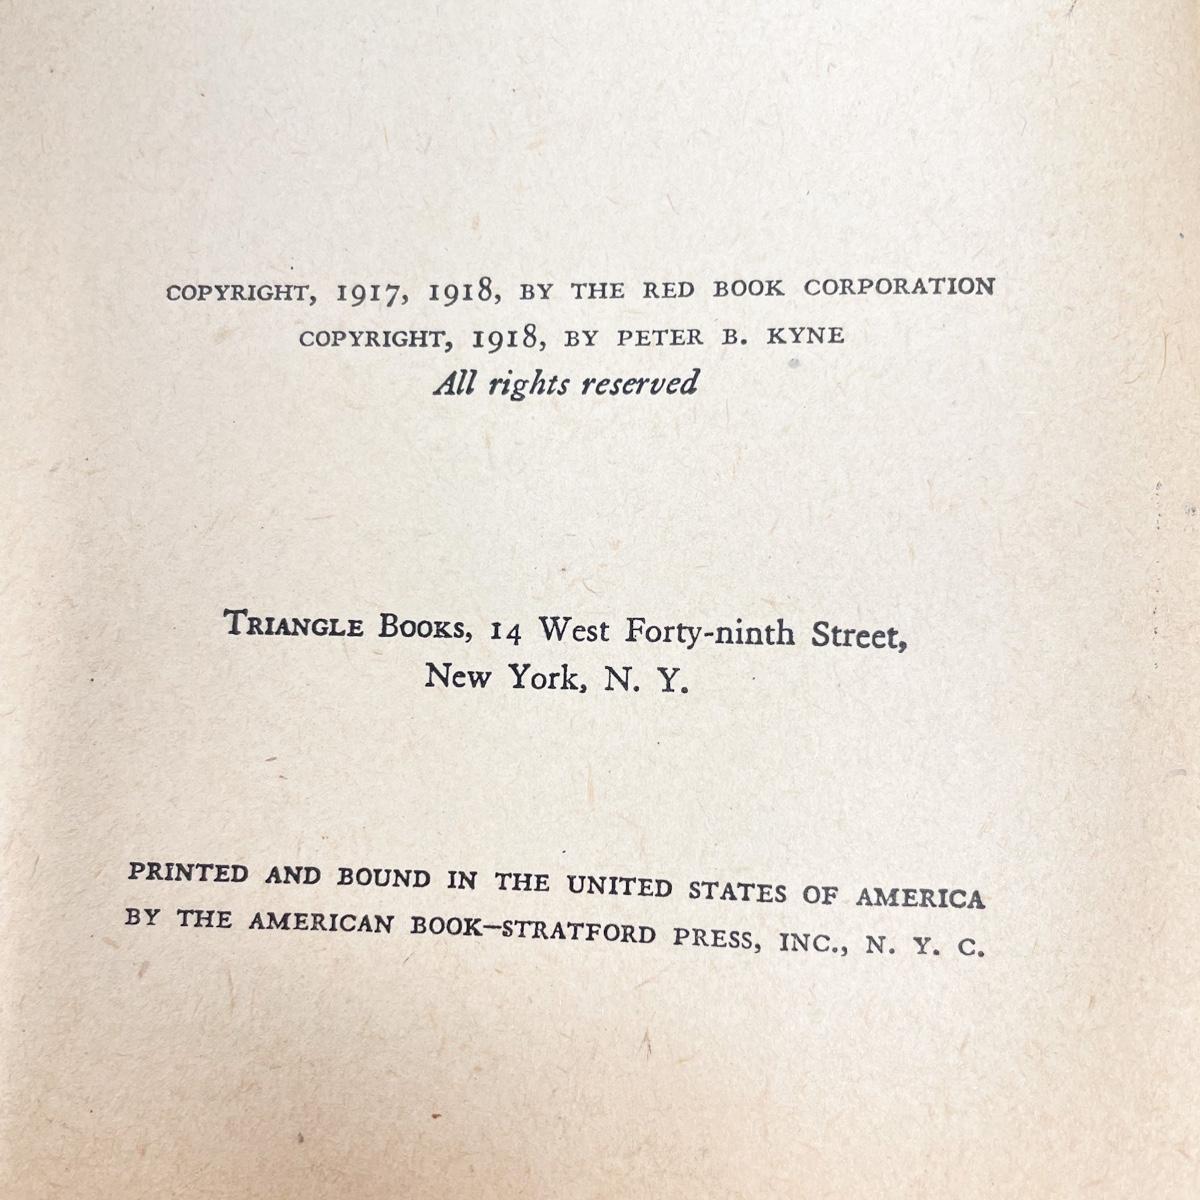 COPYRIGHT, 1917, 1918, BY THE RED BOOK CORPORATION
COPYRIGHT, 1918, BY PETER B. KYNE
All rights reserved
TRIANGLE BOOKS, 14 West Forty-ninth Street,
New York, N. Y.
PRINTED AND BOUND IN THE UNITED STATES OF AMERICA
BY THE AMERICAN BOOK—STRATFORD PRESS, INC., N. Y. C.